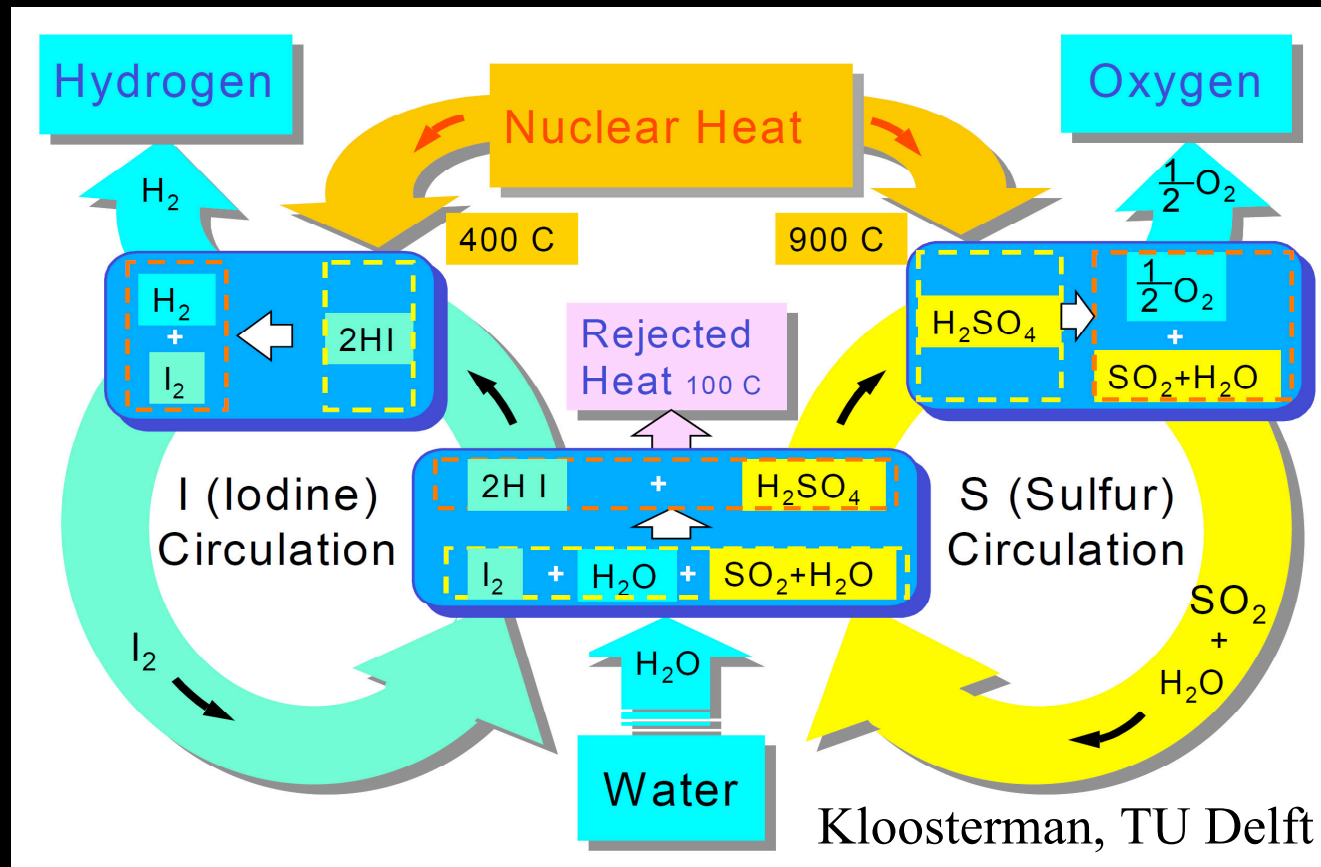 Hydrogen
Nuclear Heat
Oxygen
H₂
½O₂
400 C
900 C
H₂
+
I₂
2HI
H₂SO₄
½O₂
+
SO₂+H₂O
Rejected
Heat 100 C
I (Iodine)
Circulation
2H I + H₂SO₄
I₂ + H₂O + SO₂+H₂O
S (Sulfur)
Circulation
I₂
H₂O
SO₂
+
H₂O
Water
Kloosterman, TU Delft